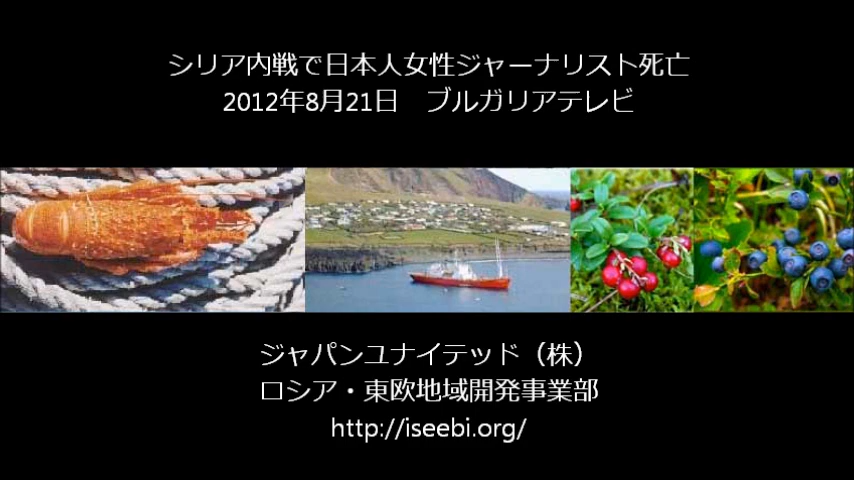 シリア内戦で日本人女性ジャーナリスト死亡
2012年8月21日　ブルガリアテレビ
ジャパンユナイテッド（株）
ロシア・東欧地域開発事業部
http://iseebi.org/